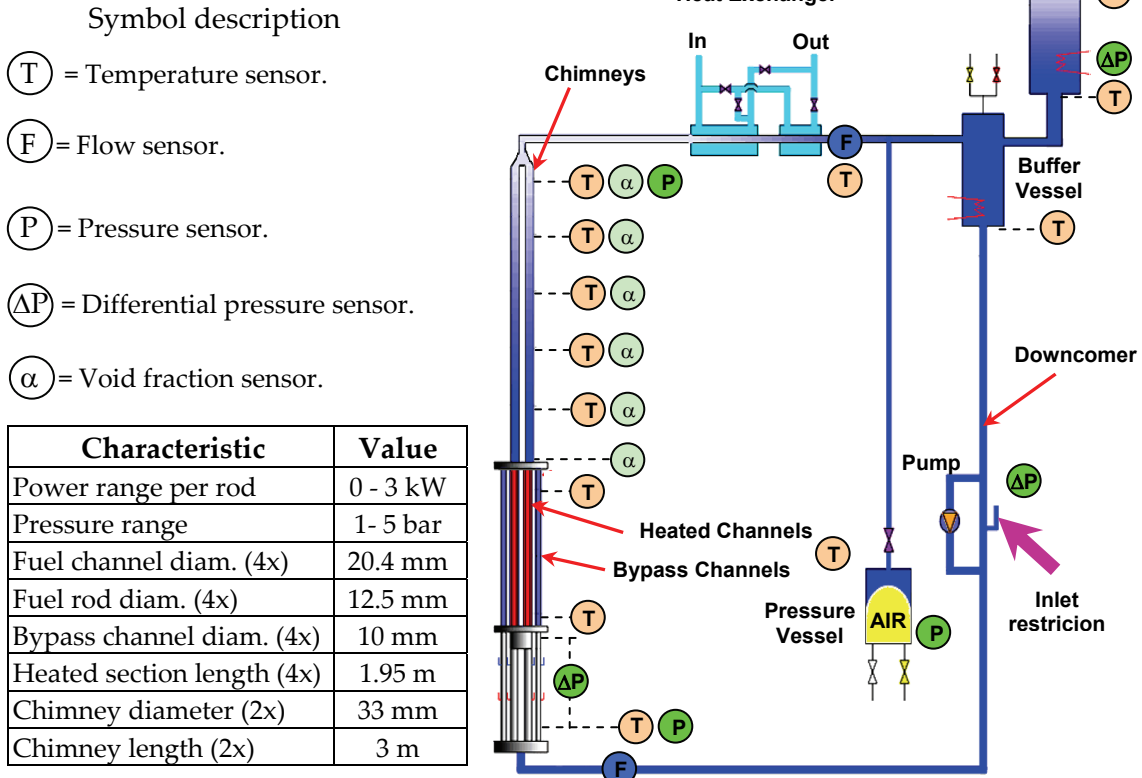 Symbol description
T = Temperature sensor.
F = Flow sensor.
P = Pressure sensor.
ΔP = Differential pressure sensor.
α = Void fraction sensor.
Characteristic Value
Power range per rod 0 - 3 kW
Pressure range 1- 5 bar
Fuel channel diam. (4x) 20.4 mm
Fuel rod diam. (4x) 12.5 mm
Bypass channel diam. (4x) 10 mm
Heated section length (4x) 1.95 m
Chimney diameter (2x) 33 mm
Chimney length (2x) 3 m
In Out
Chimneys
ΔP
T
F
T
Buffer
Vessel
T
T α P
T α
T α
T α
T α
α
T
Downcomer
Pump
ΔP
Heated Channels
T
Bypass Channels
Pressure
Vessel
AIR
P
Inlet
restricion
T
ΔP
T P
F